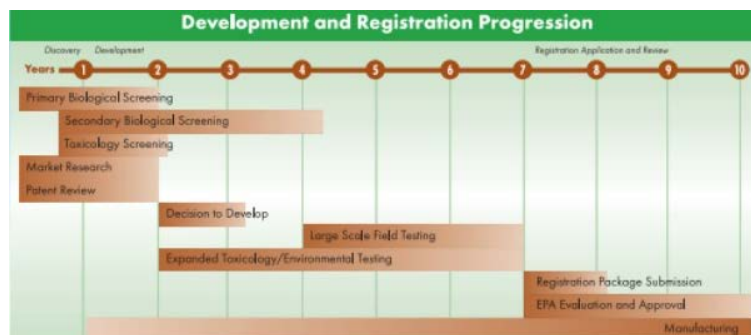 Development and Registration Progression
Discovery Development Registration Application and Review
Years 1 2 3 4 5 6 7 8 9 10
Primary Biological Screening
Secondary Biological Screening
Toxicology Screening
Market Research
Patent Review
Decision to Develop
Large Scale Field Testing
Expanded Toxicology/Environmental Testing
Registration Package Submission
EPA Evaluation and Approval
Manufacturing